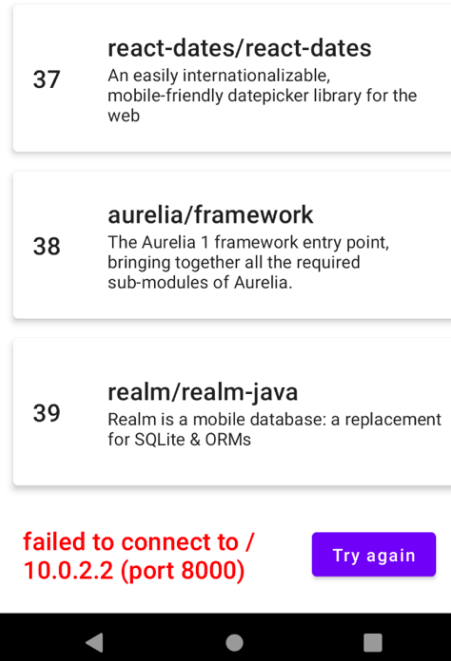 37
react-dates/react-dates
An easily internationalizable,
mobile-friendly datepicker library for the
web
38
aurelia/framework
The Aurelia 1 framework entry point,
bringing together all the required
sub-modules of Aurelia.
39
realm/realm-java
Realm is a mobile database: a replacement
for SQLite & ORMs
failed to connect to /
10.0.2.2 (port 8000)
Try again